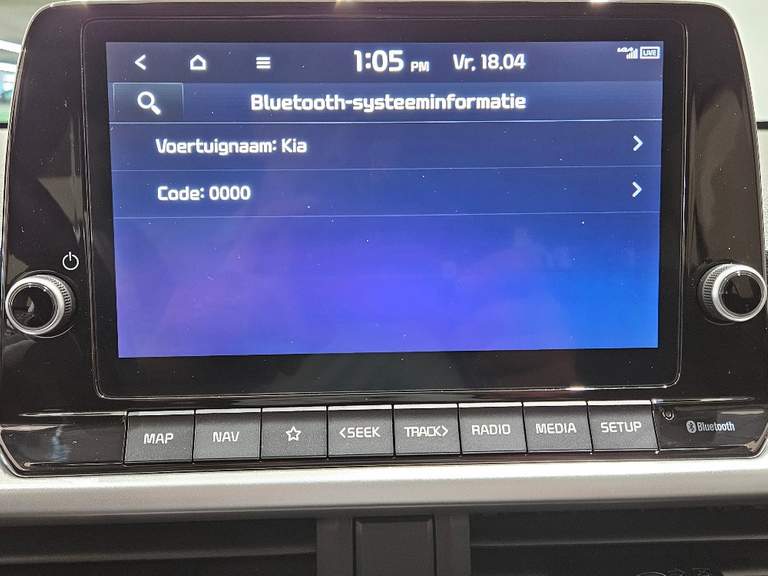 1:05 PM Vr. 18.04 LIVE
Bluetooth-systeeminformatie
Voertuignaam: Kia
Code: 0000
MAP NAV <SEEK TRACK> RADIO MEDIA SETUP Bluetooth